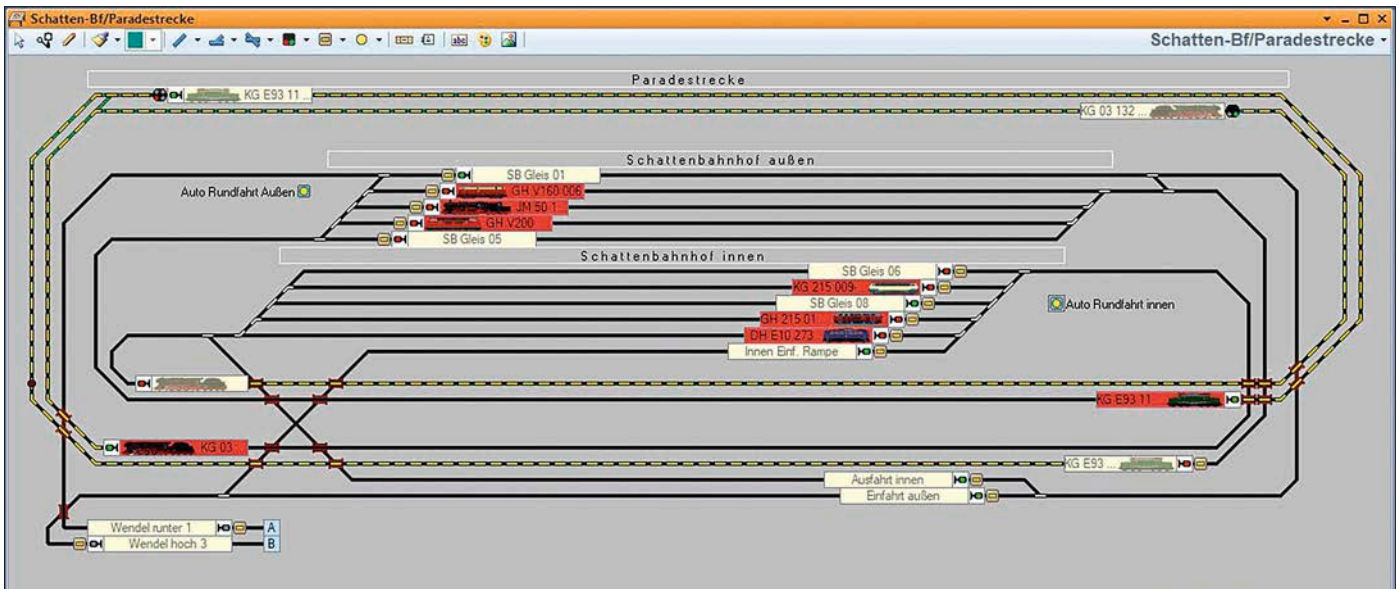 Schatten-Bf/Paradestrecke
abc
Schatten-Bf/Paradestrecke
Paradestrecke
KG E93 11 ...
KG 03 132 ...
Schattenbahnhof außen
SB Gleis 01
Auto Rundfahrt Außen
GH V160 006
JM 50 1
GH V200
SB Gleis 05
Schattenbahnhof innen
SB Gleis 06
KG 215 009-
SB Gleis 08
Auto Rundfahrt innen
GH 215 01
DH E10 273
Innen Einf. Rampe
KG E93 11
KG 03
KG E93 ...
Ausfahrt innen
Einfahrt außen
Wendel runter 1 A
Wendel hoch 3 B